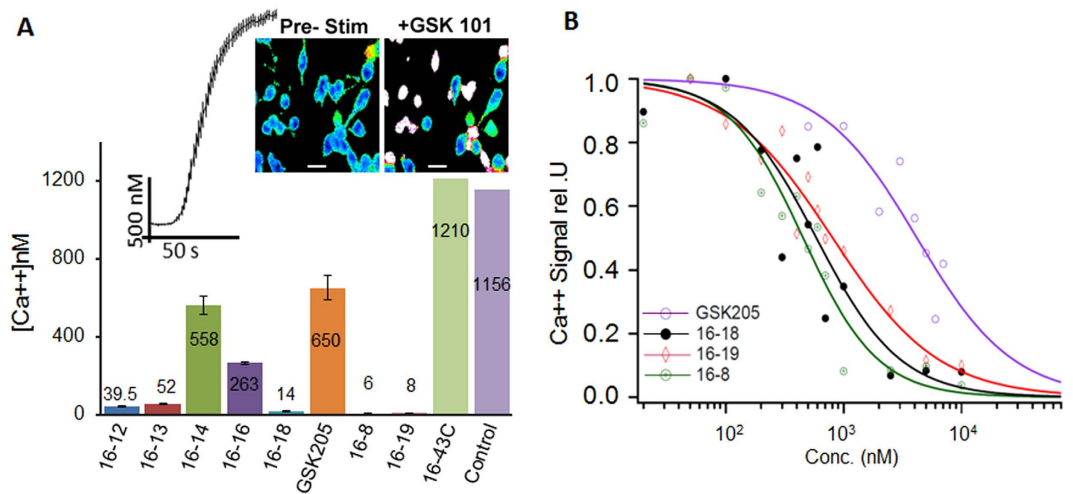 A
Pre- Stim
+GSK 101
500 nM
50 s
[Ca++]nM
1200
800
400
0
39.5
52
558
263
14
650
6
8
1210
1156
16-12
16-13
16-14
16-16
16-18
GSK205
16-8
16-19
16-43C
Control
B
Ca++ Signal rel .U
1.0
0.8
0.6
0.4
0.2
0.0
GSK205
16-18
16-19
16-8
10²
10³
10⁴
Conc. (nM)